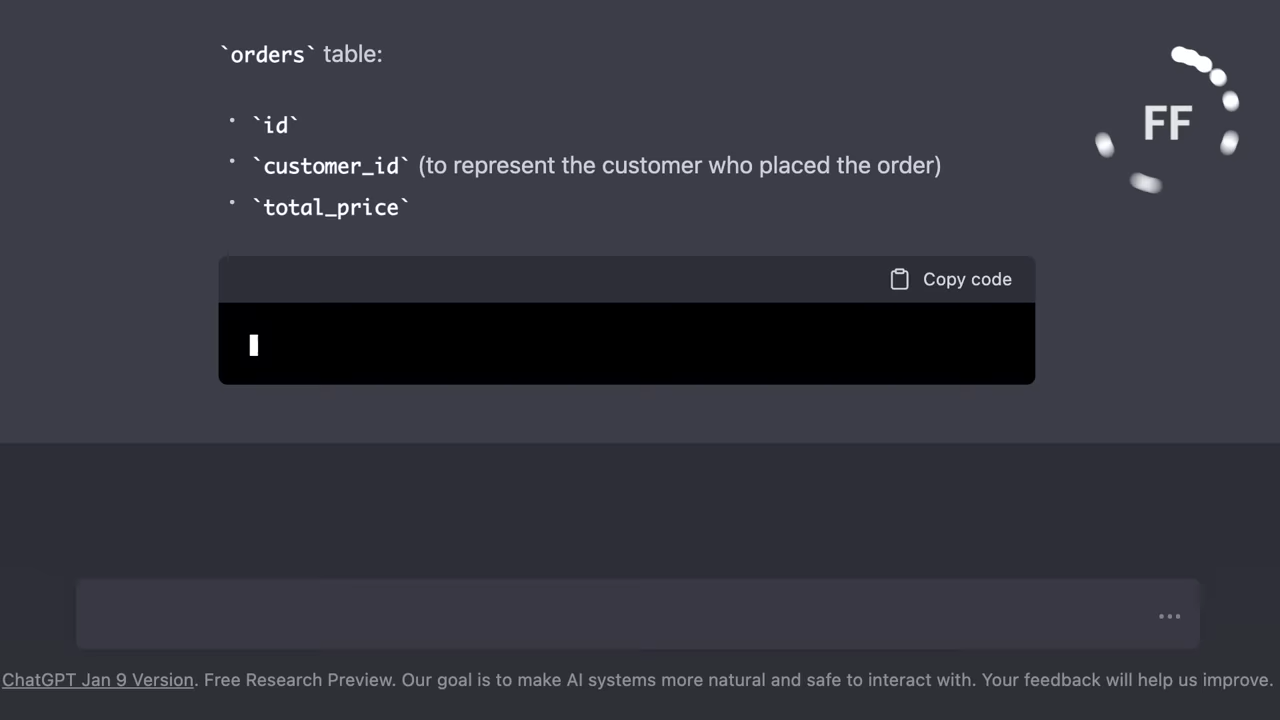 `orders` table:
FF
• `id`
• `customer_id` (to represent the customer who placed the order)
• `total_price`
Copy code
ChatGPT Jan 9 Version. Free Research Preview. Our goal is to make AI systems more natural and safe to interact with. Your feedback will help us improve.